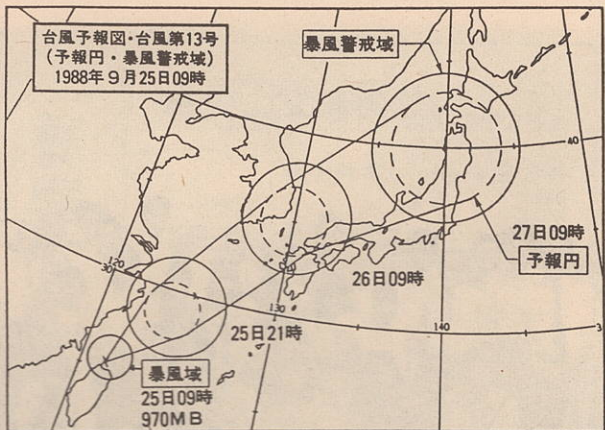 台風予報図・台風第13号
(予報円・暴風警戒域)
1988年9月25日09時
暴風警戒域
40
27日09時
予報円
26日09時
120
30
130
140
25日21時
暴風域
25日09時
970MB